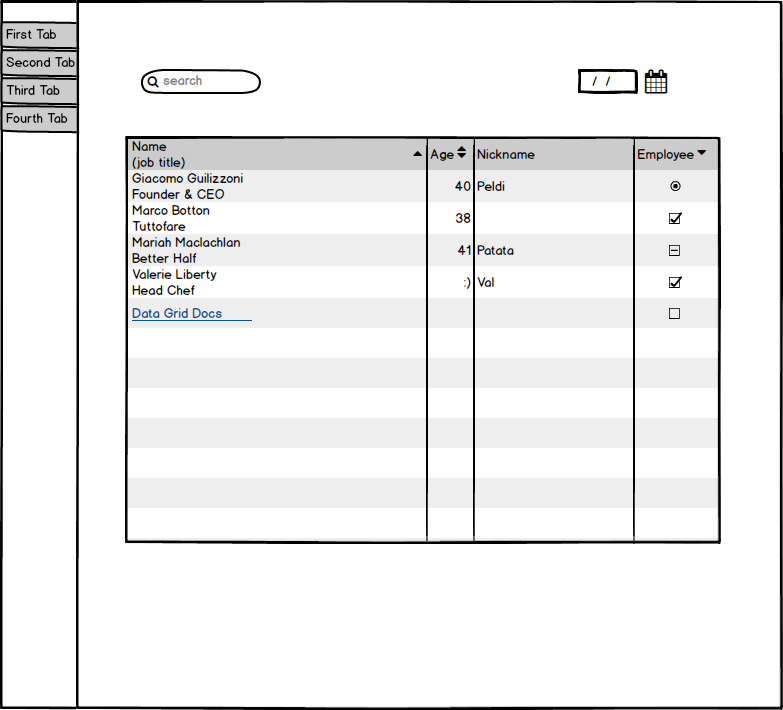 First Tab
Second Tab
Third Tab
Fourth Tab
search
/ /
Name
(job title)
Age
Nickname
Employee
Giacomo Guilizzoni
Founder & CEO
40
Peldi
Marco Botton
Tuttofare
38
Mariah Maclachlan
Better Half
41
Patata
Valerie Liberty
Head Chef
:)
Val
Data Grid Docs